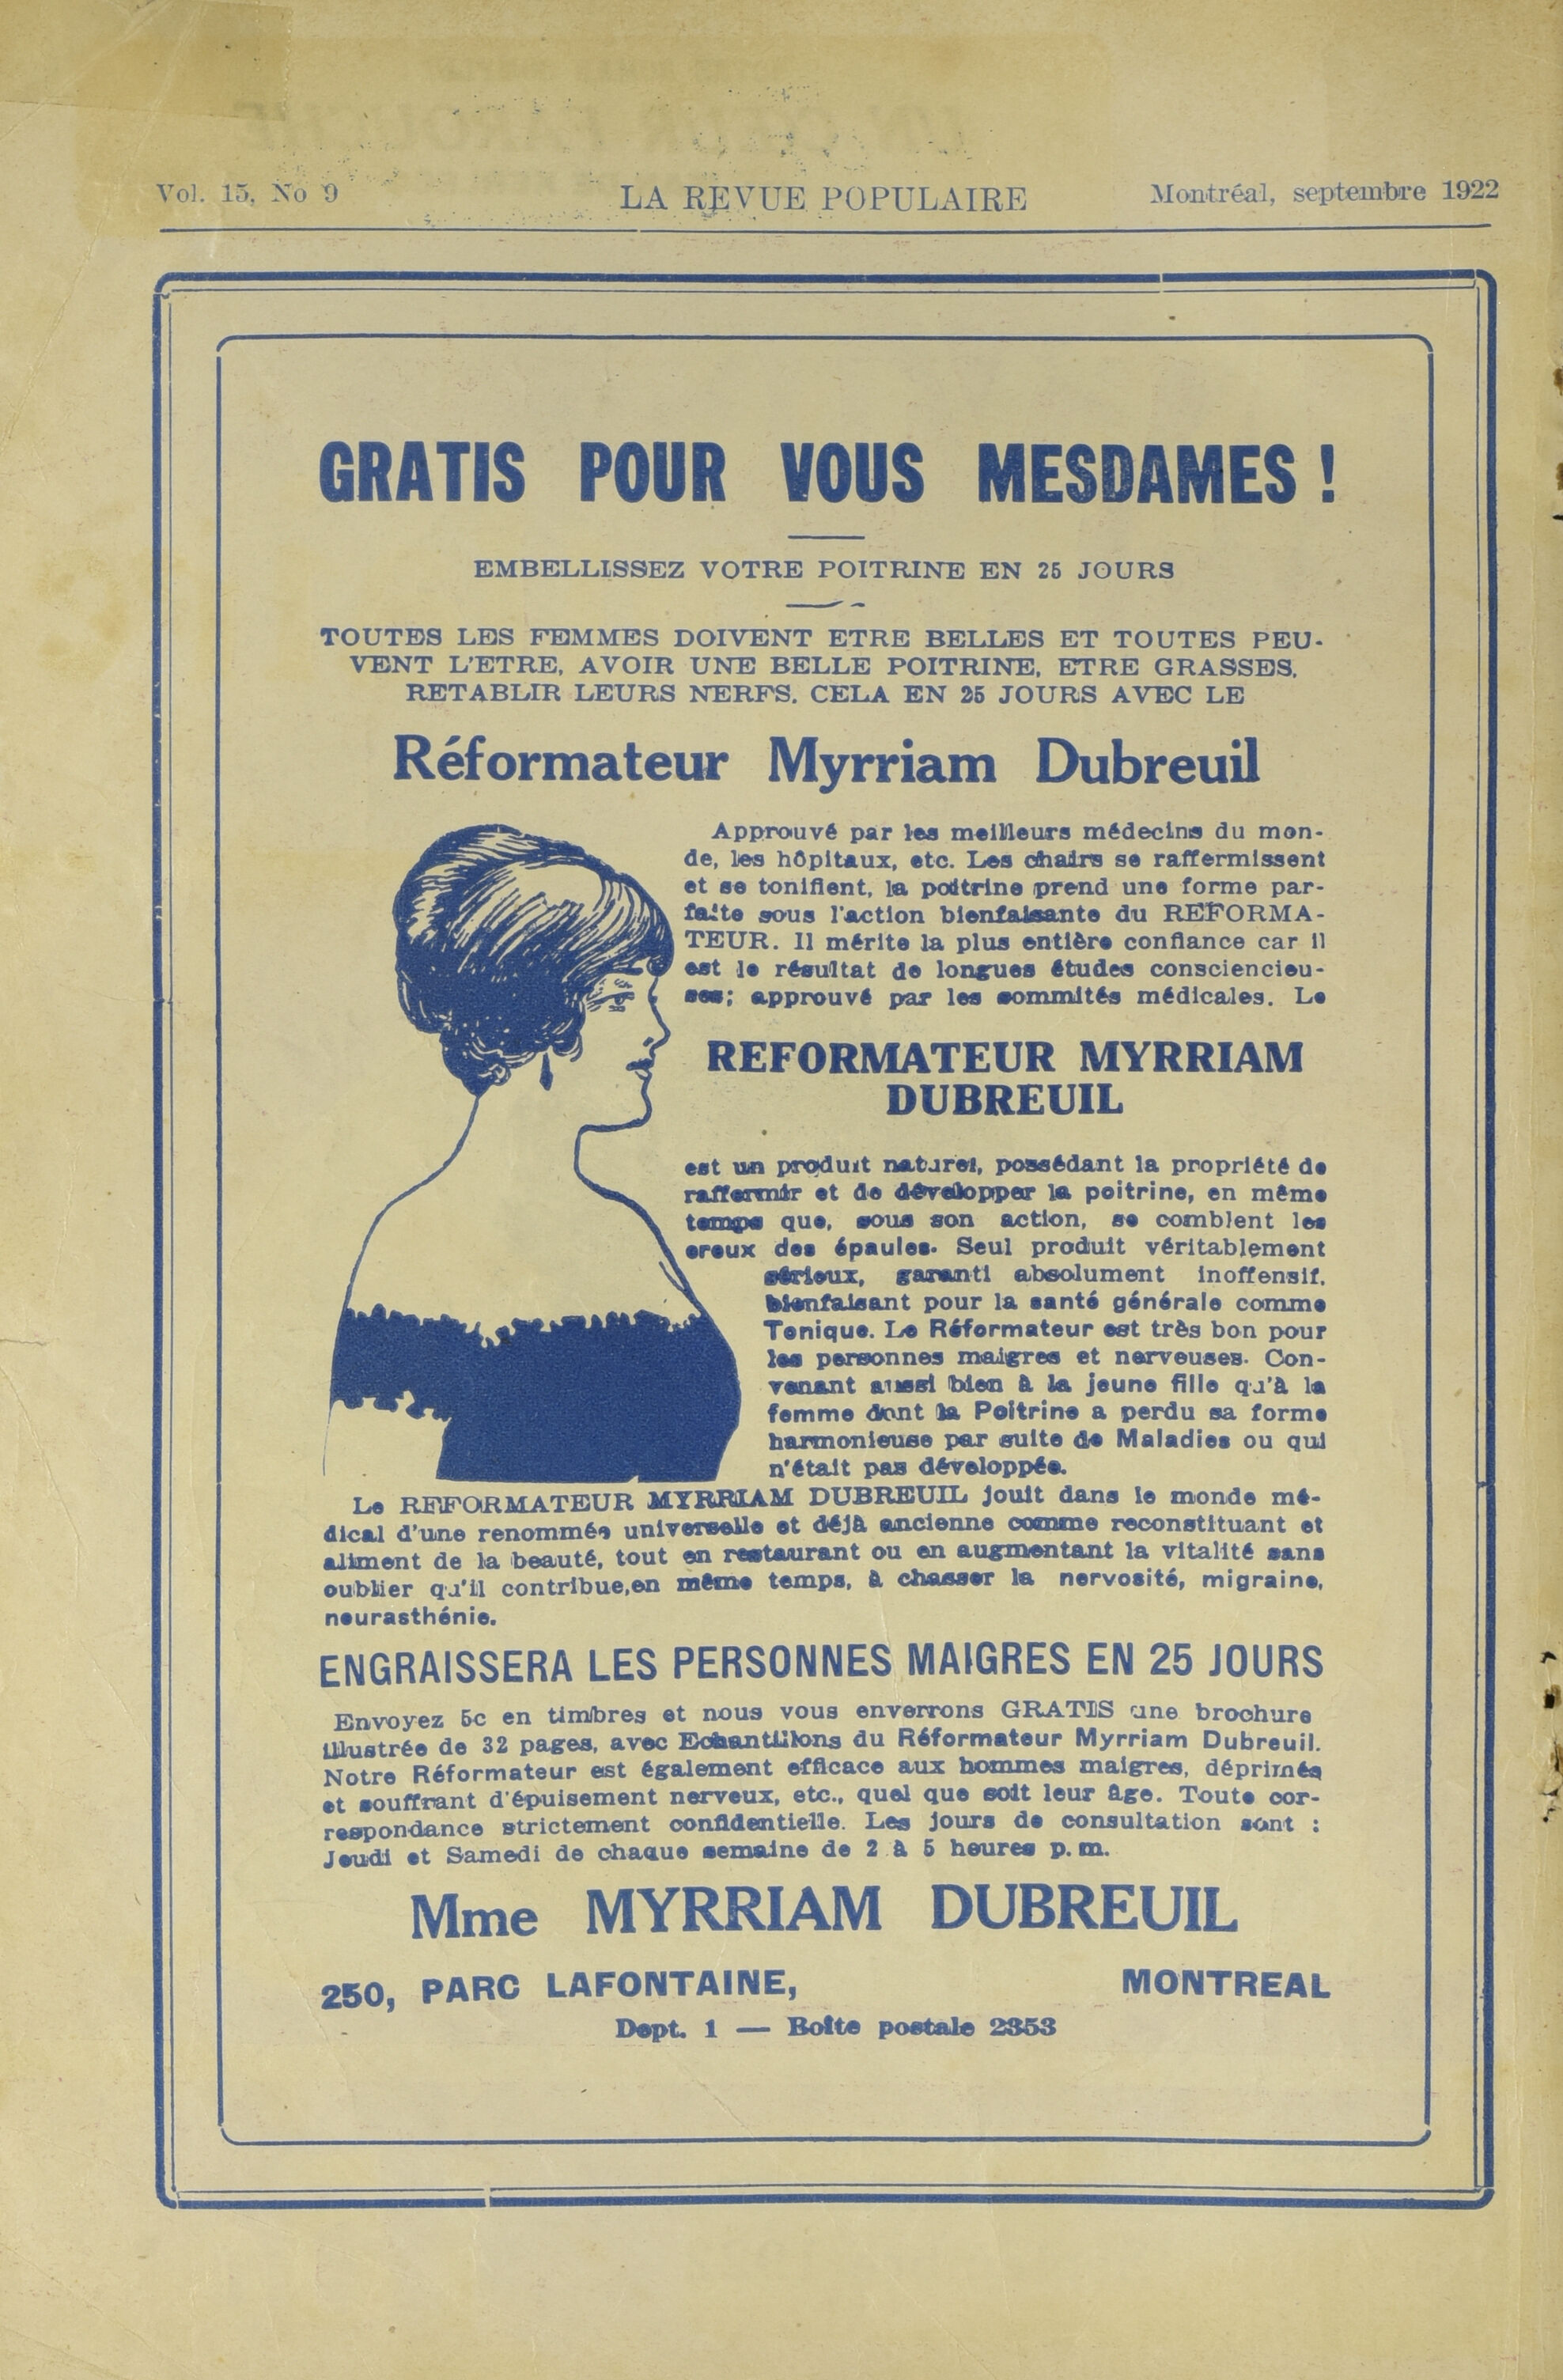 Vol. 15, No 9 LA REVUE POPULAIRE Montréal, septembre 1922
GRATIS POUR VOUS MESDAMES !
EMBELLISSEZ VOTRE POITRINE EN 25 JOURS
TOUTES LES FEMMES DOIVENT ETRE BELLES ET TOUTES PEU-
VENT L'ETRE, AVOIR UNE BELLE POITRINE, ETRE GRASSES,
RETABLIR LEURS NERFS. CELA EN 25 JOURS AVEC LE
Réformateur Myrriam Dubreuil
Approuvé par les meilleurs médecins du mon-
de, les hôpitaux, etc. Les chairs se raffermissent
et se tonifient, la poitrine prend une forme par-
faite sous l'action bienfaisante du REFORMA-
TEUR. Il mérite la plus entière confiance car il
est le résultat de longues études consciencieu-
ses; approuvé par les sommités médicales. Le
REFORMATEUR MYRRIAM
DUBREUIL
est un produit naturel, possédant la propriété de
raffermir et de développer la poitrine, en même
temps que, sous son action, se comblent les
creux des épaules. Seul produit véritablement
sérieux, garanti absolument inoffensif,
bienfaisant pour la santé générale comme
Tonique. Le Réformateur est très bon pour
les personnes maigres et nerveuses. Con-
venant aussi bien à la jeune fille qu'à la
femme dont la Poitrine a perdu sa forme
harmonieuse par suite de Maladies ou qui
n'était pas développée.
Le REFORMATEUR MYRRIAM DUBREUIL jouit dans le monde mé-
dical d'une renommée universelle et déjà ancienne comme reconstituant et
aliment de la beauté, tout en restaurant ou en augmentant la vitalité sans
oublier qu'il contribue,en même temps, à chasser la nervosité, migraine,
neurasthénie.
ENGRAISSERA LES PERSONNES MAIGRES EN 25 JOURS
Envoyez 5c en timbres et nous vous enverrons GRATIS une brochure
illustrée de 32 pages, avec Echantillons du Réformateur Myrriam Dubreuil.
Notre Réformateur est également efficace aux hommes maigres, déprimés
et souffrant d'épuisement nerveux, etc., quel que soit leur âge. Toute cor-
respondance strictement confidentielle. Les jours de consultation sont :
Jeudi et Samedi de chaque semaine de 2 à 5 heures p. m.
Mme MYRRIAM DUBREUIL
250, PARC LAFONTAINE, MONTREAL
Dept. 1 — Boîte postale 2353